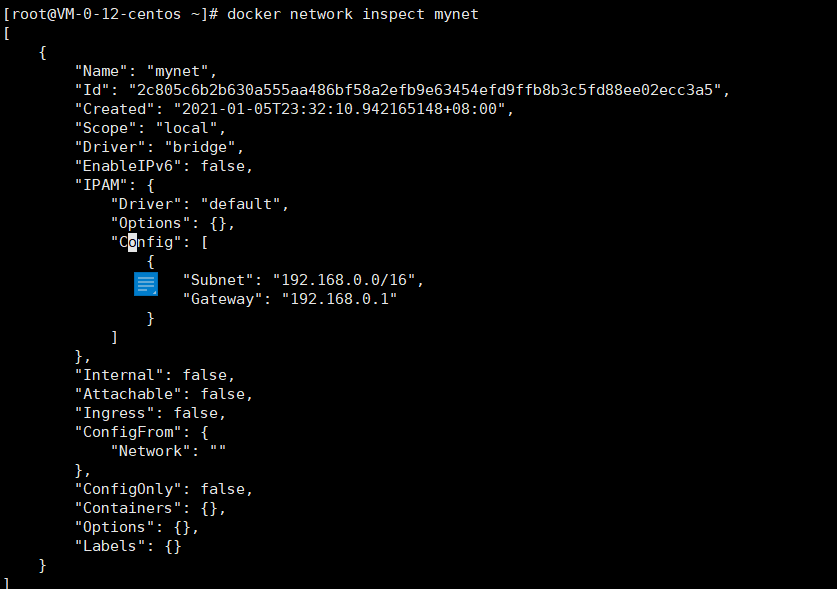 [root@VM-0-12-centos ~]# docker network inspect mynet
[
    {
        "Name": "mynet",
        "Id": "2c805c6b2b630a555aa486bf58a2efb9e63454efd9ffb8b3c5fd88ee02ecc3a5",
        "Created": "2021-01-05T23:32:10.942165148+08:00",
        "Scope": "local",
        "Driver": "bridge",
        "EnableIPv6": false,
        "IPAM": {
            "Driver": "default",
            "Options": {},
            "Config": [
                {
                    "Subnet": "192.168.0.0/16",
                    "Gateway": "192.168.0.1"
                }
            ]
        },
        "Internal": false,
        "Attachable": false,
        "Ingress": false,
        "ConfigFrom": {
            "Network": ""
        },
        "ConfigOnly": false,
        "Containers": {},
        "Options": {},
        "Labels": {}
    }
]